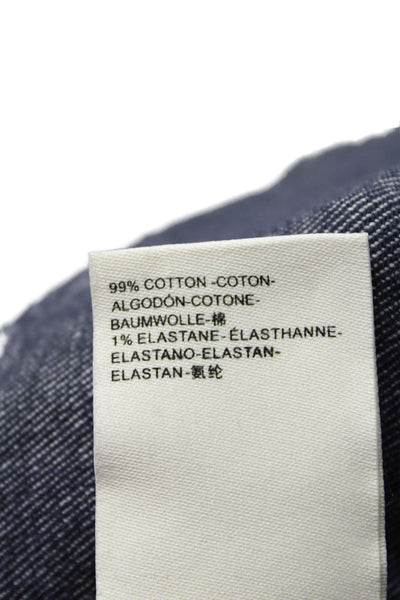 99% COTTON -COTON-
ALGODÓN-COTONE-
BAUMWOLLE-棉
1% ELASTANE-ÉLASTHANNE-
ELASTANO-ELASTAN-
ELASTAN-氨纶